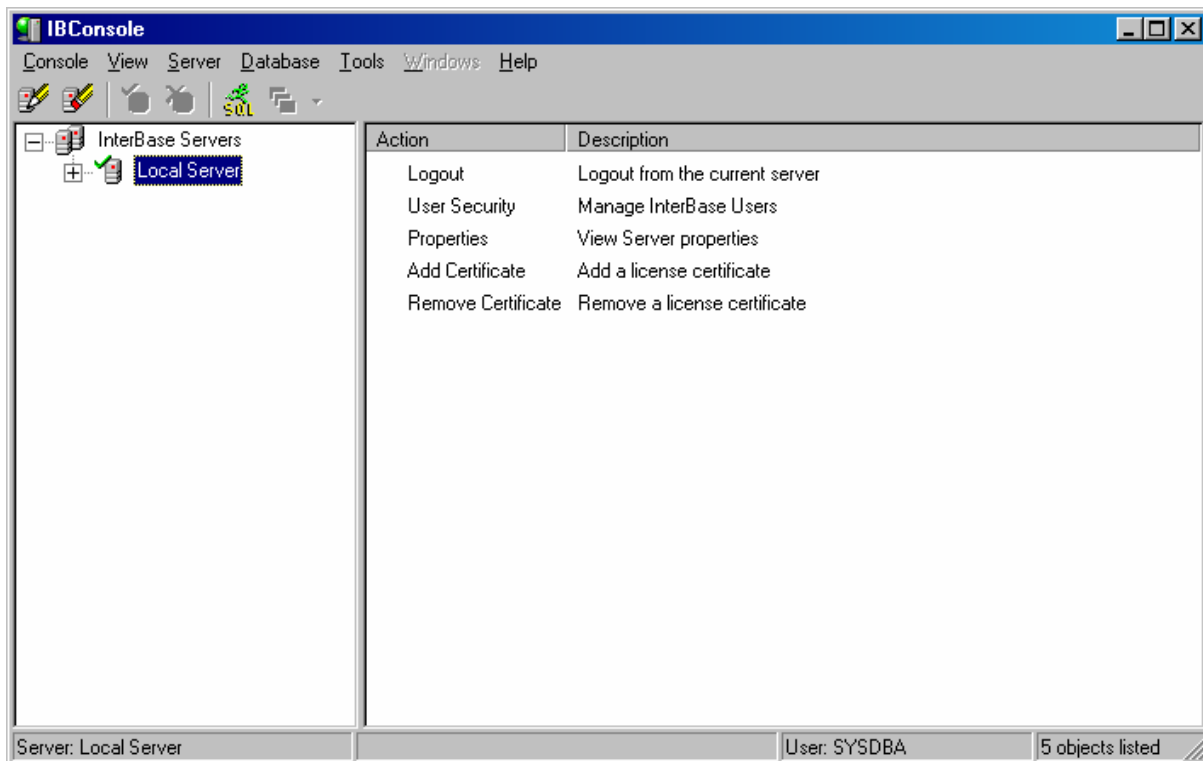 IBConsole
Console View Server Database Tools Windows Help
SQL
InterBase Servers
Local Server
Action Description
Logout Logout from the current server
User Security Manage InterBase Users
Properties View Server properties
Add Certificate Add a license certificate
Remove Certificate Remove a license certificate
Server: Local Server User: SYSDBA 5 objects listed